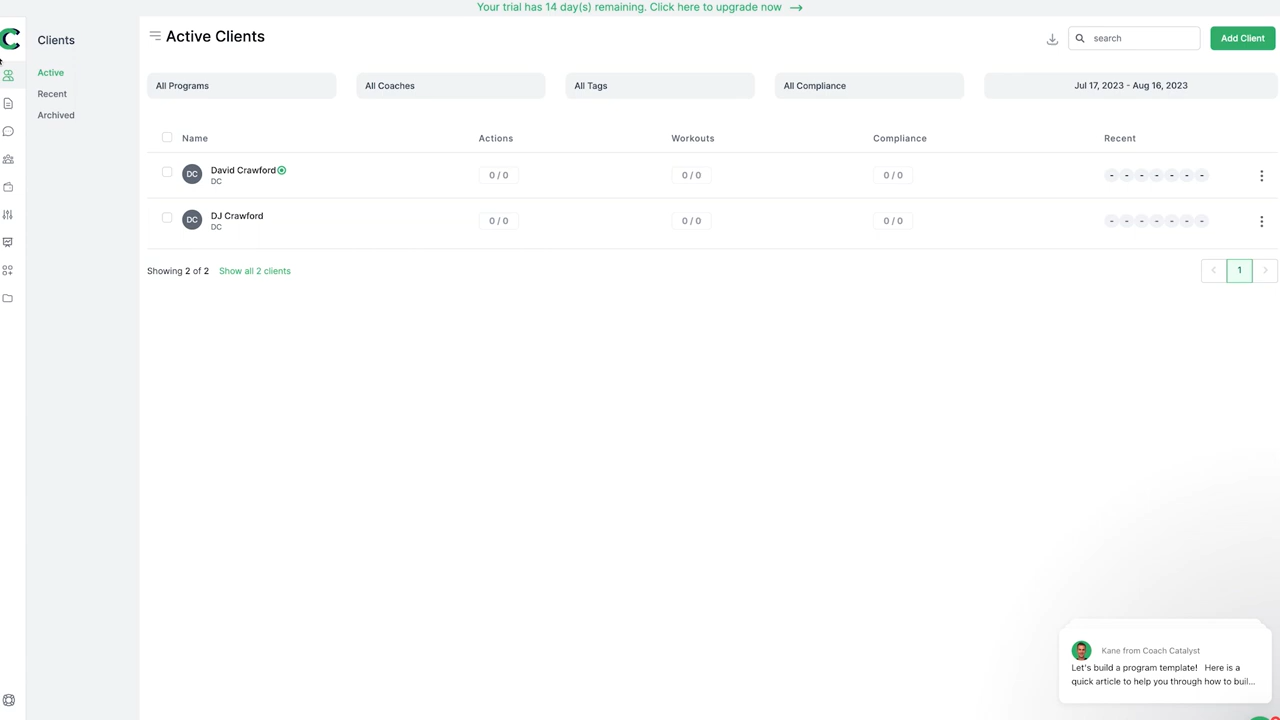 Your trial has 14 day(s) remaining. Click here to upgrade now →
Clients
Active
Recent
Archived
Active Clients
search
Add Client
All Programs
All Coaches
All Tags
All Compliance
Jul 17, 2023 - Aug 16, 2023
Name Actions Workouts Compliance Recent
DC David Crawford 0 / 0 0 / 0 0 / 0 - - - - - - -
DC
DC DJ Crawford 0 / 0 0 / 0 0 / 0 - - - - - - -
DC
Showing 2 of 2 Show all 2 clients
< 1 >
Kane from Coach Catalyst
Let's build a program template! Here is a
quick article to help you through how to buil...